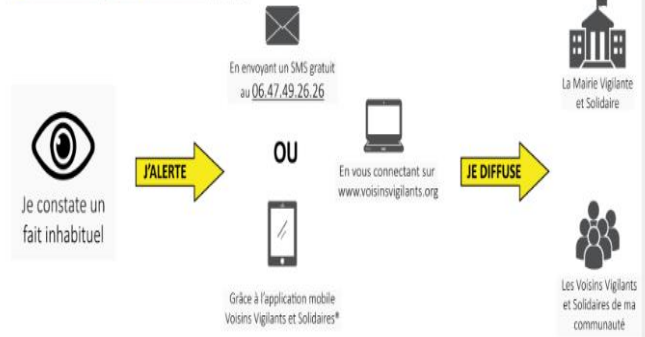 Je constate un
fait inhabituel
J'ALERTE
En envoyant un SMS gratuit
au 06.47.49.26.26
OU
En vous connectant sur
www.voisinsvigilants.org
Grâce à l'application mobile
Voisins Vigilants et Solidaires®
JE DIFFUSE
La Mairie Vigilante
et Solidaire
Les Voisins Vigilants
et Solidaires de ma
communauté